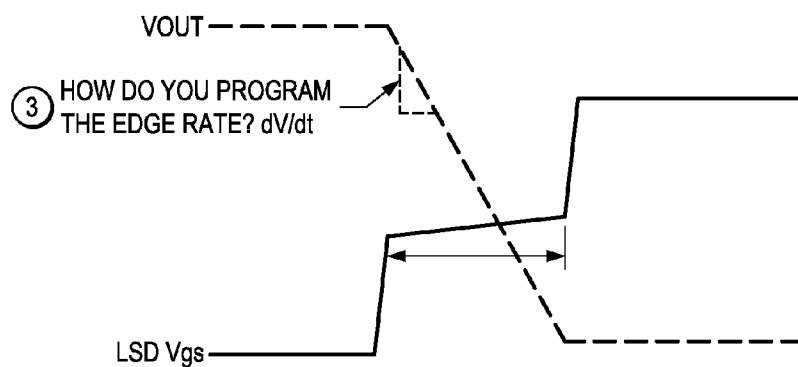 VOUT
3 HOW DO YOU PROGRAM
THE EDGE RATE? dV/dt
LSD Vgs